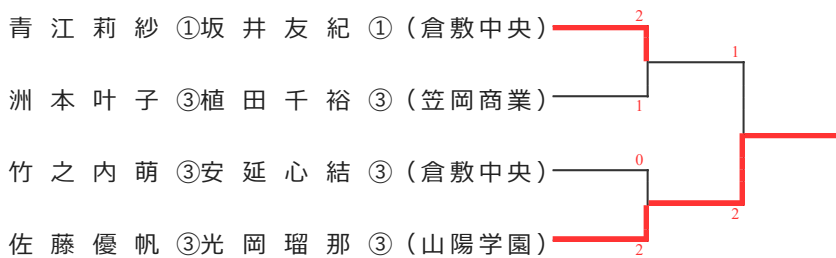 青江莉紗①坂井友紀①(倉敷中央)
2
1
洲本叶子③植田千裕③(笠岡商業)
1
竹之内萌③安延心結③(倉敷中央)
0
2
佐藤優帆③光岡瑠那③(山陽学園)
2